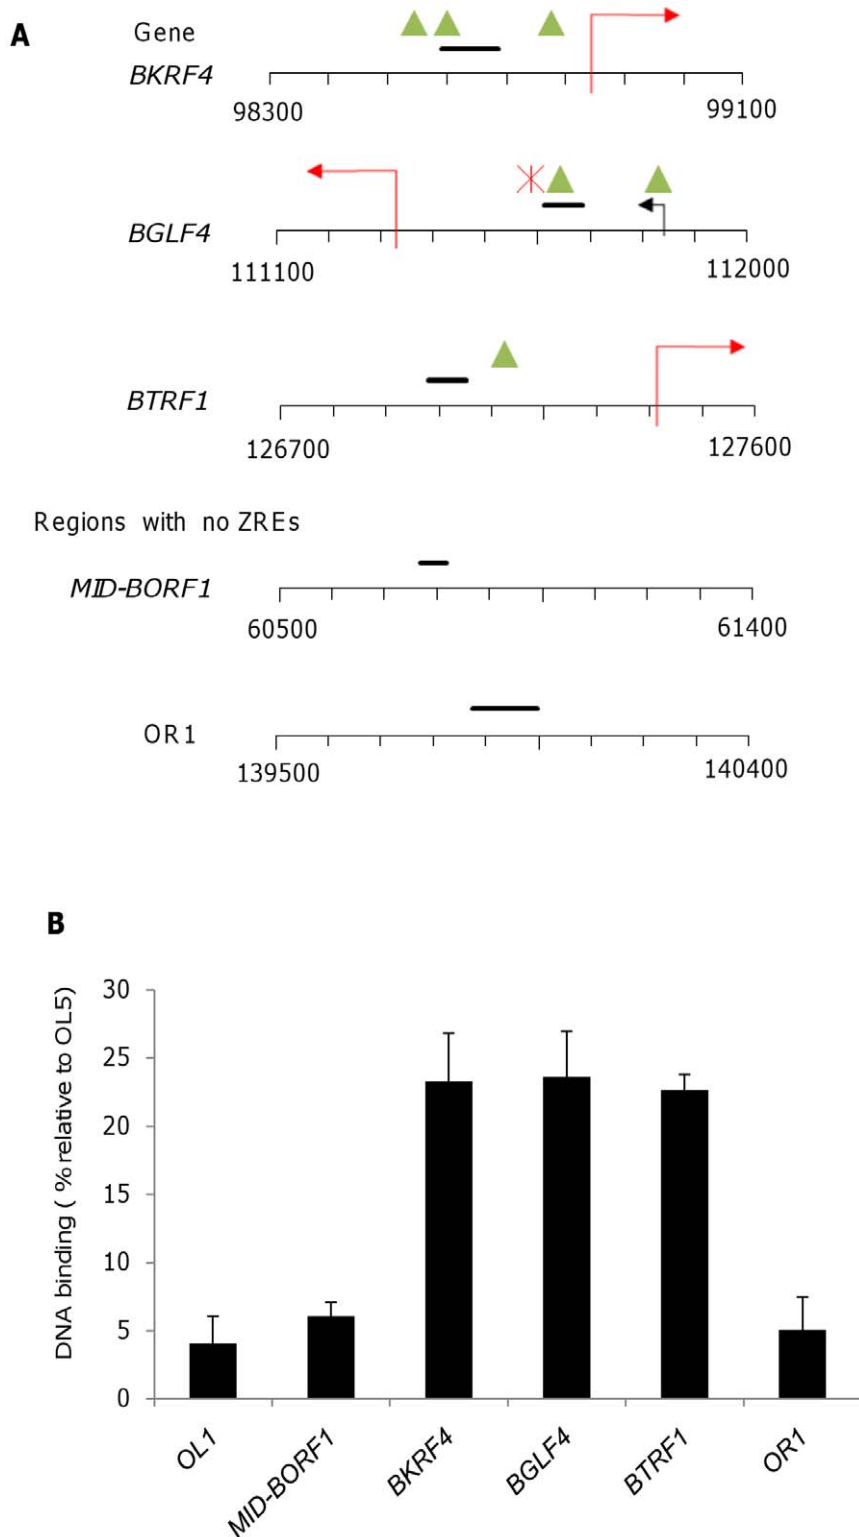 A
Gene
BKRF4
98300
99100
BGLF4
111100
112000
BTRF1
126700
127600
Regions with no ZREs
MID-BORF1
60500
61400
OR1
139500
140400
B
DNA binding ( % relative to OL5)
30
25
20
15
10
5
0
OL1
MID-BORF1
BKRF4
BGLF4
BTRF1
OR1